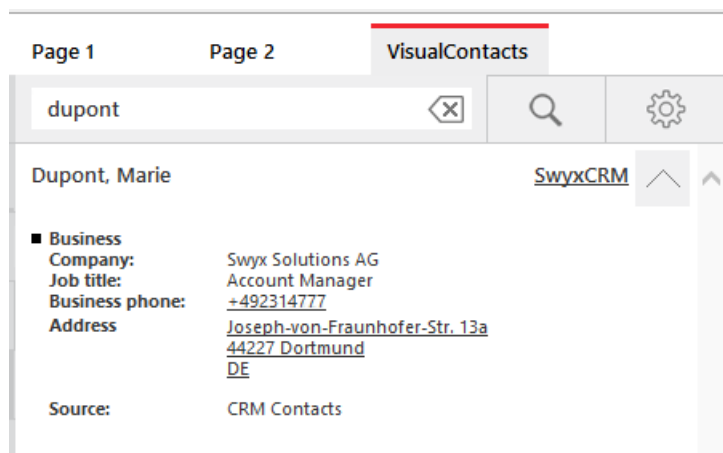 Page 1 Page 2 VisualContacts
dupont
Dupont, Marie SwyxCRM
Business
Company: Swyx Solutions AG
Job title: Account Manager
Business phone: +492314777
Address Joseph-von-Fraunhofer-Str. 13a
44227 Dortmund
DE
Source: CRM Contacts